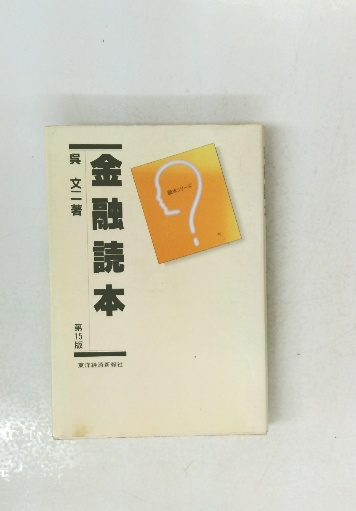 金融読本
呉 文二著
第15版
東洋経済新報社
読本シリーズ